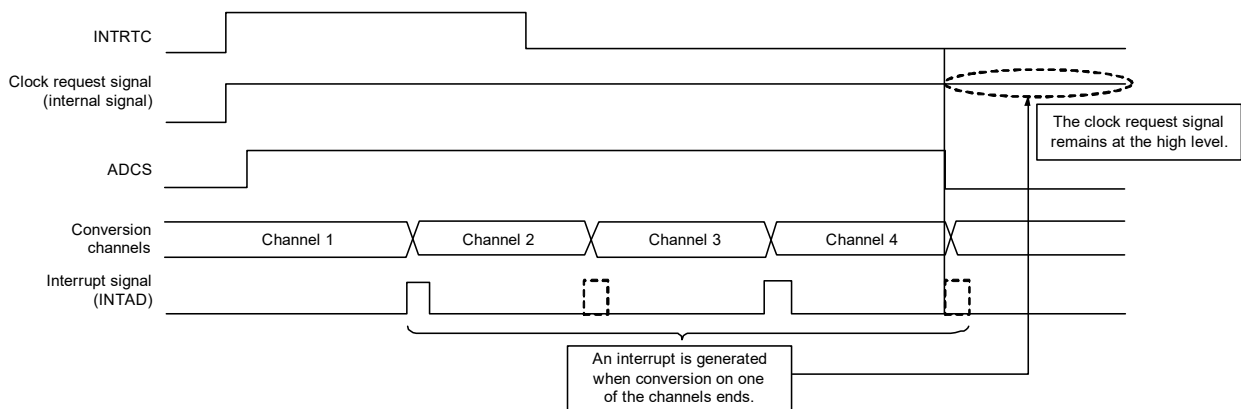 INTRTC
Clock request signal
(internal signal)
The clock request signal
remains at the high level.
ADCS
Conversion
channels
Channel 1
Channel 2
Channel 3
Channel 4
Interrupt signal
(INTAD)
An interrupt is generated
when conversion on one
of the channels ends.